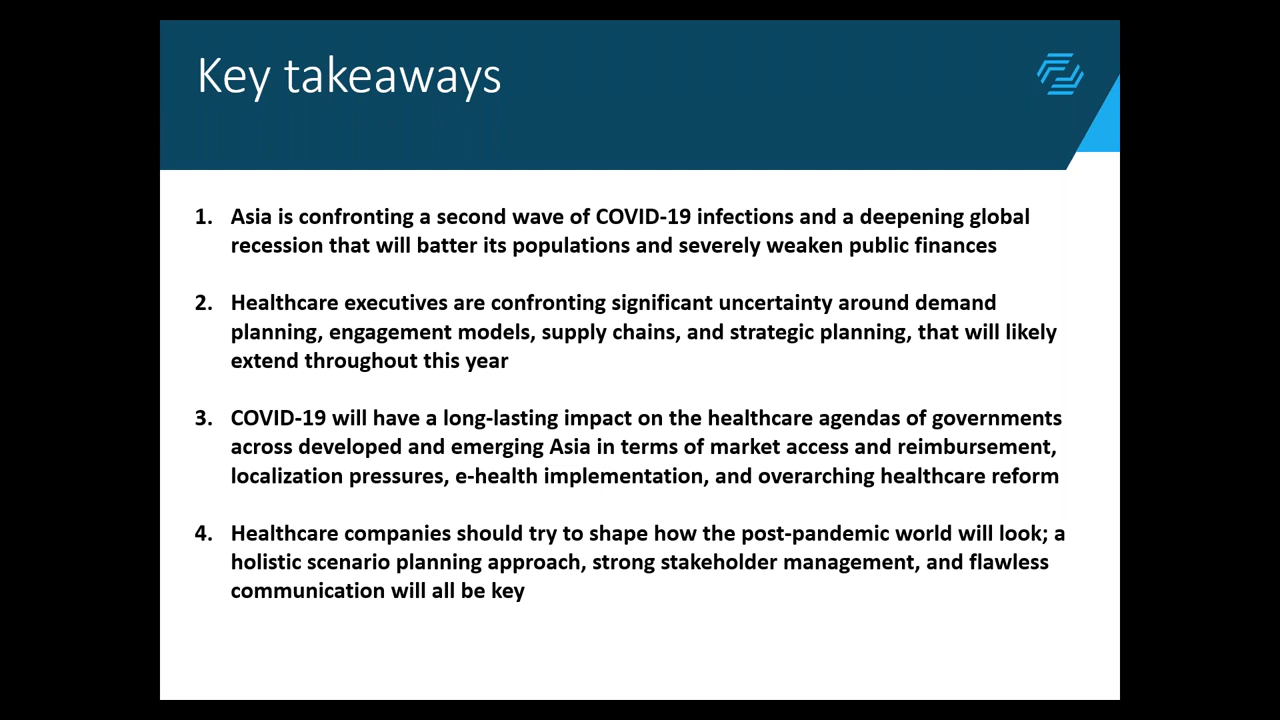 Key takeaways
1. Asia is confronting a second wave of COVID-19 infections and a deepening global
recession that will batter its populations and severely weaken public finances
2. Healthcare executives are confronting significant uncertainty around demand
planning, engagement models, supply chains, and strategic planning, that will likely
extend throughout this year
3. COVID-19 will have a long-lasting impact on the healthcare agendas of governments
across developed and emerging Asia in terms of market access and reimbursement,
localization pressures, e-health implementation, and overarching healthcare reform
4. Healthcare companies should try to shape how the post-pandemic world will look; a
holistic scenario planning approach, strong stakeholder management, and flawless
communication will all be key